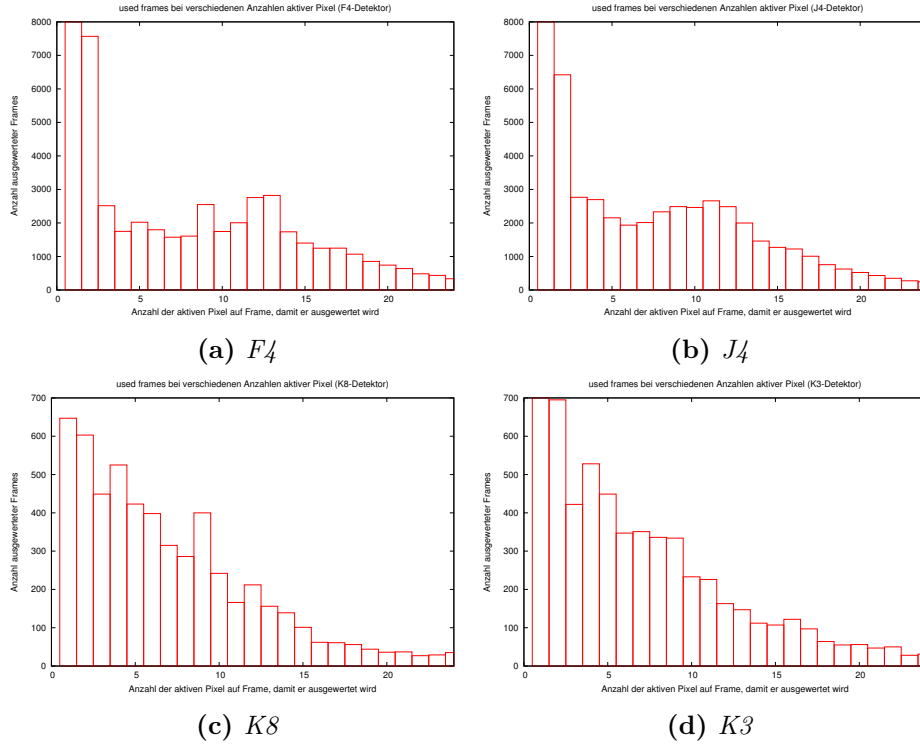 used frames bei verschiedenen Anzahlen aktiver Pixel (F4-Detektor)
8000
7000
6000
5000
4000
3000
2000
1000
0
Anzahl ausgewerteter Frames
0 5 10 15 20
Anzahl der aktiven Pixel auf Frame, damit er ausgewertet wird
(a) F4
used frames bei verschiedenen Anzahlen aktiver Pixel (J4-Detektor)
8000
7000
6000
5000
4000
3000
2000
1000
0
Anzahl ausgewerteter Frames
0 5 10 15 20
Anzahl der aktiven Pixel auf Frame, damit er ausgewertet wird
(b) J4
used frames bei verschiedenen Anzahlen aktiver Pixel (K8-Detektor)
700
600
500
400
300
200
100
0
Anzahl ausgewerteter Frames
0 5 10 15 20
Anzahl der aktiven Pixel auf Frame, damit er ausgewertet wird
(c) K8
used frames bei verschiedenen Anzahlen aktiver Pixel (K3-Detektor)
700
600
500
400
300
200
100
0
Anzahl ausgewerteter Frames
0 5 10 15 20
Anzahl der aktiven Pixel auf Frame, damit er ausgewertet wird
(d) K3